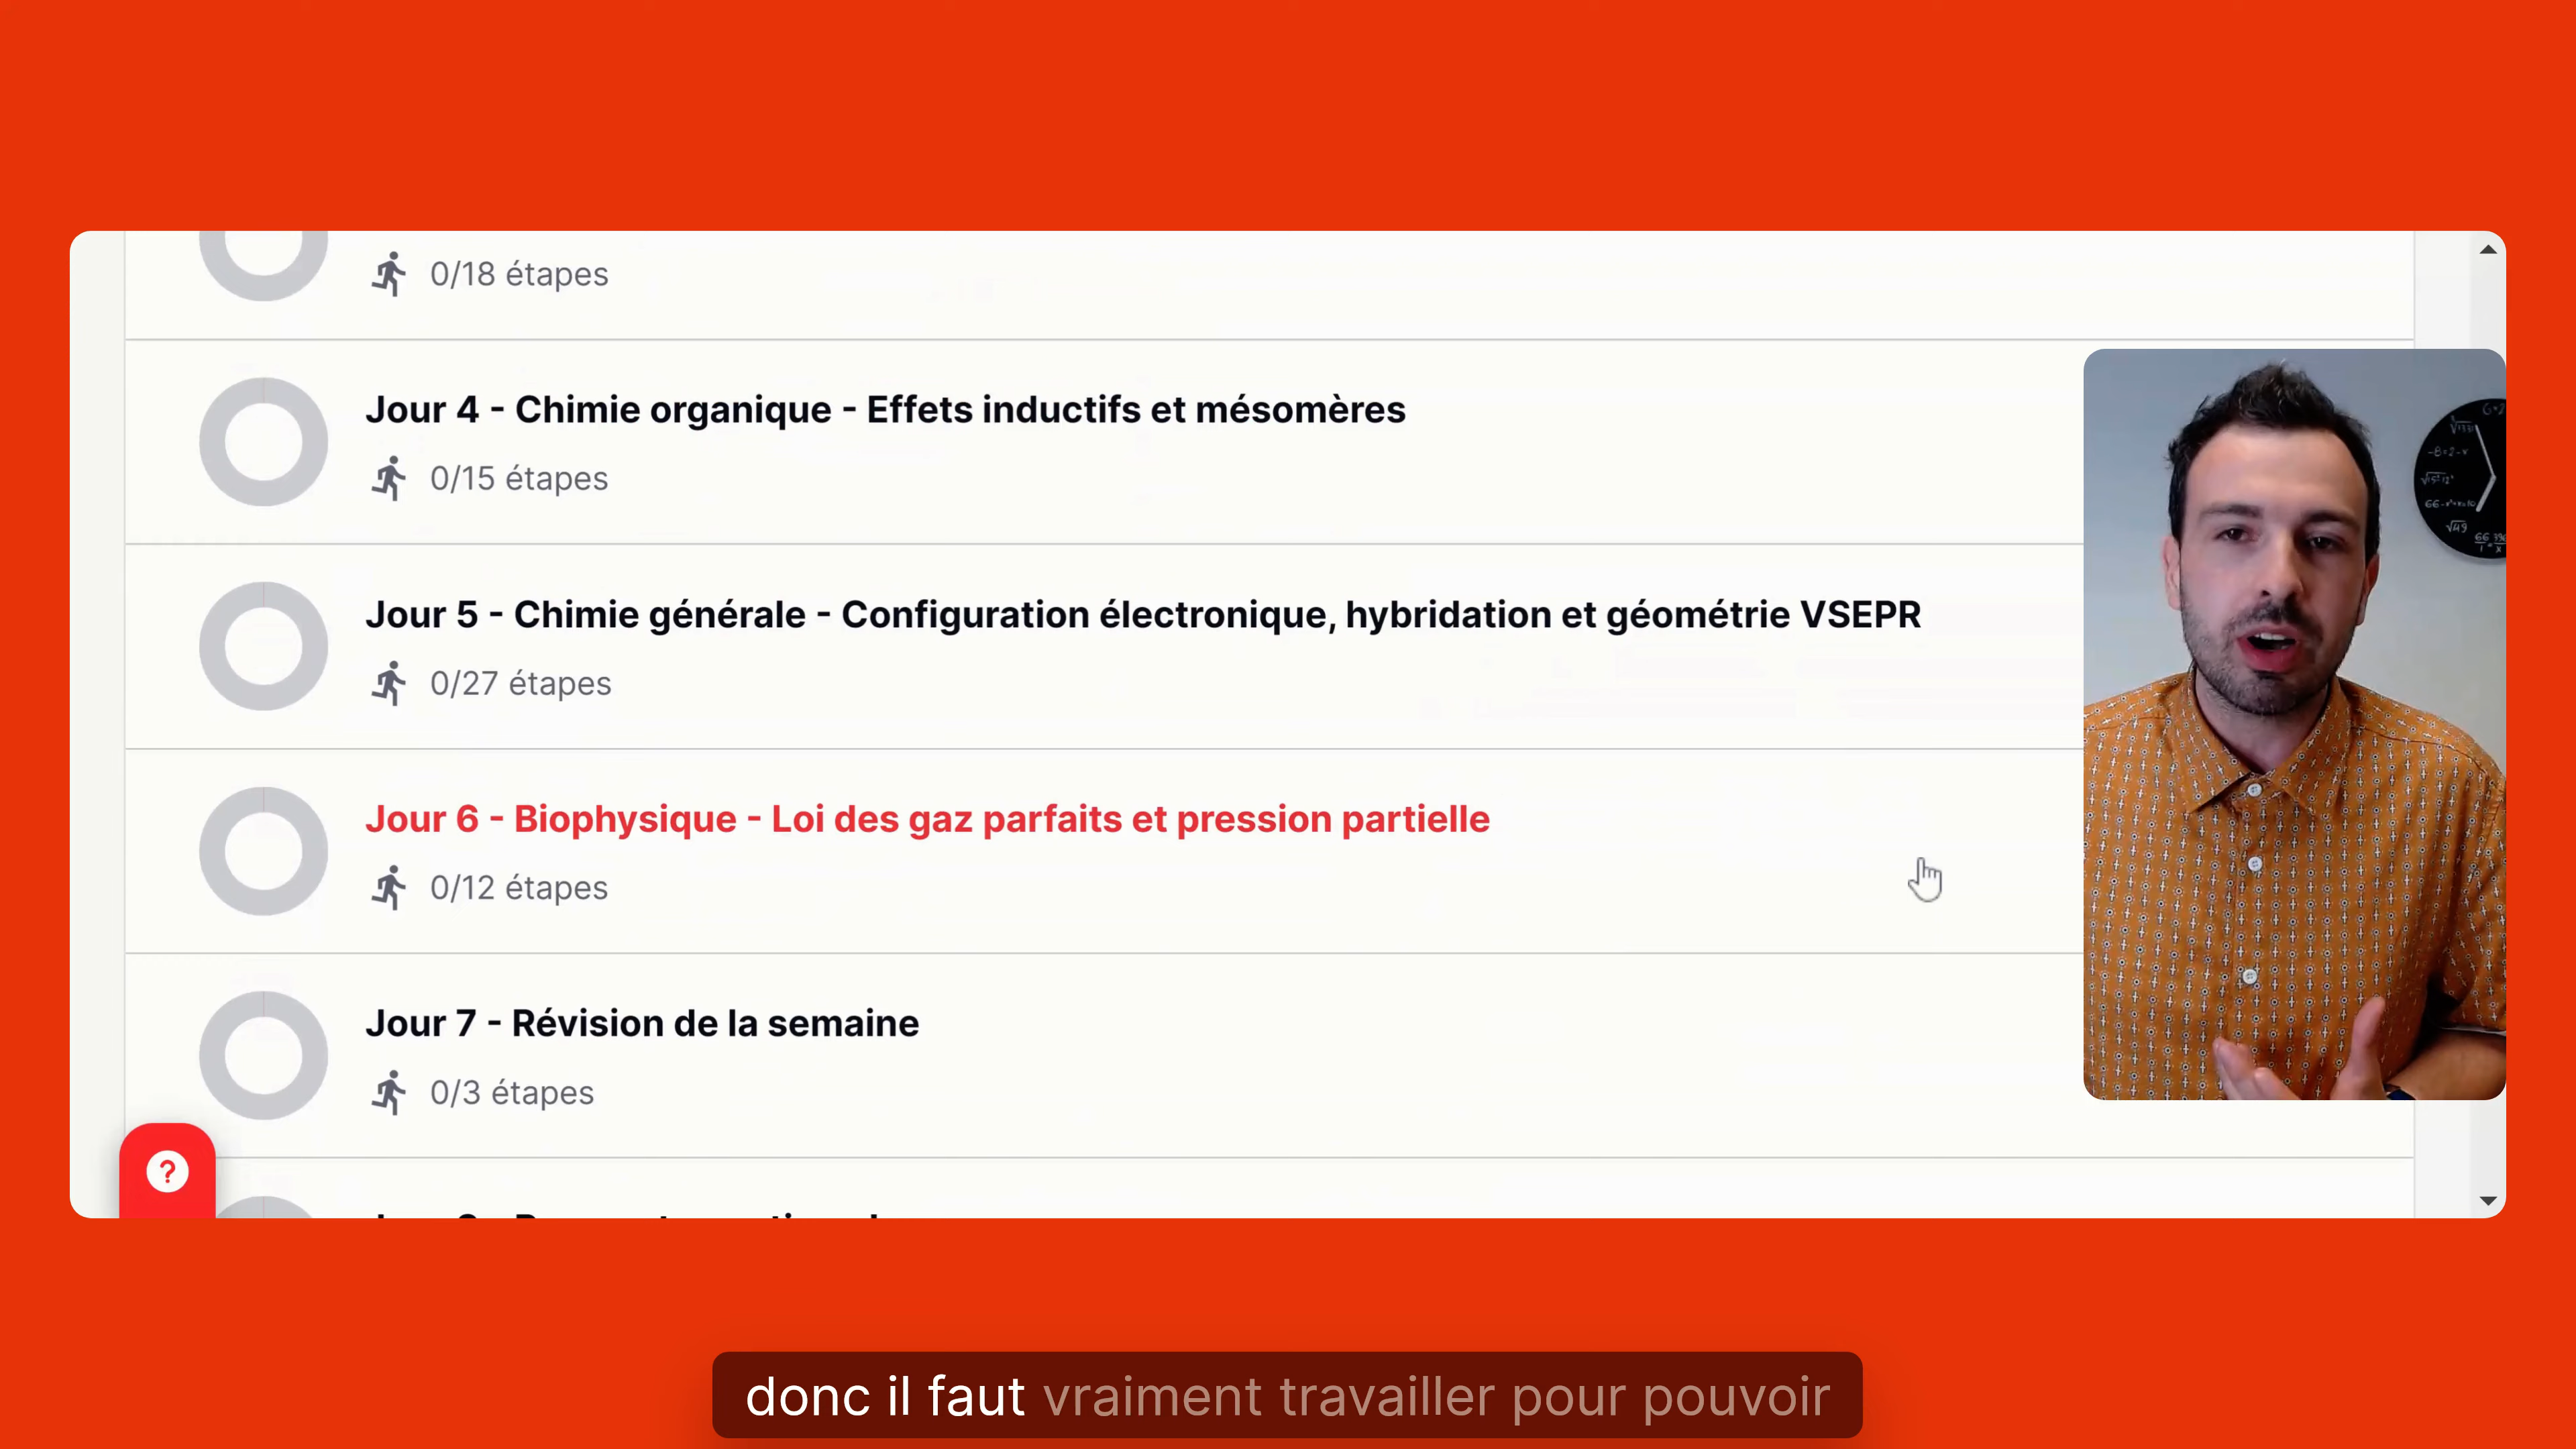 0/18 étapes
Jour 4 - Chimie organique - Effets inductifs et mésomères
0/15 étapes
Jour 5 - Chimie générale - Configuration électronique, hybridation et géométrie VSEPR
0/27 étapes
Jour 6 - Biophysique - Loi des gaz parfaits et pression partielle
0/12 étapes
Jour 7 - Révision de la semaine
0/3 étapes
?
donc il faut vraiment travailler pour pouvoir